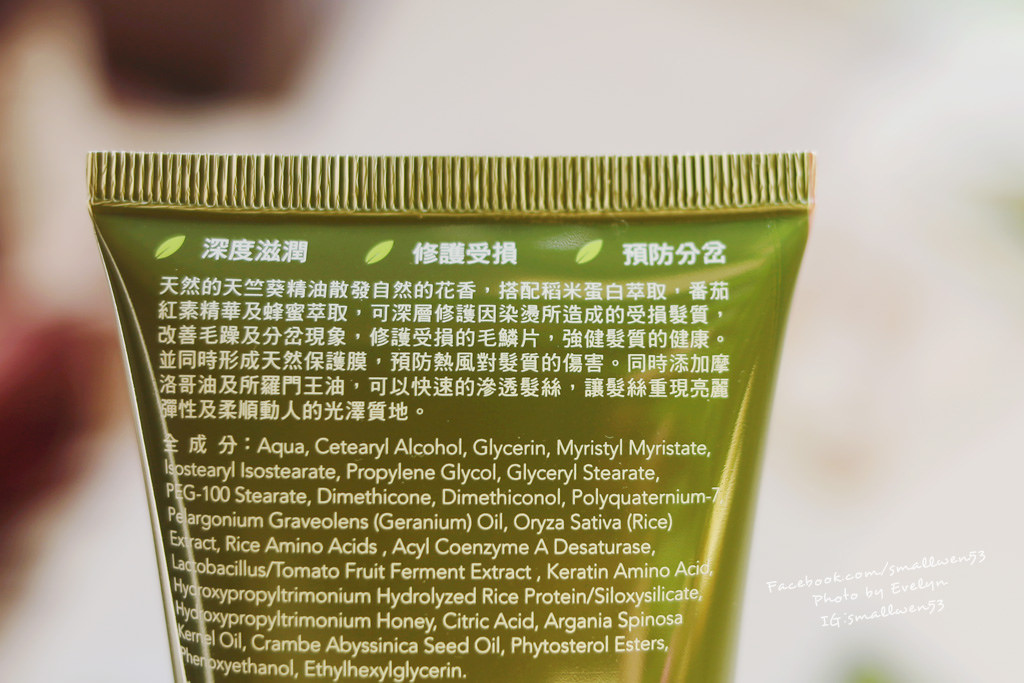 深度滋潤 修護受損 預防分岔
天然的天竺葵精油散發自然的花香，搭配稻米蛋白萃取，番茄
紅素精華及蜂蜜萃取，可深層修護因染燙所造成的受損髮質，
改善毛躁及分岔現象，修護受損的毛鱗片，強健髮質的健康。
並同時形成天然保護膜，預防熱風對髮質的傷害。同時添加摩
洛哥油及所羅門王油，可以快速的滲透髮絲，讓髮絲重現亮麗
彈性及柔順動人的光澤質地。
全 成 分：Aqua, Cetearyl Alcohol, Glycerin, Myristyl Myristate,
Isostearyl Isostearate, Propylene Glycol, Glyceryl Stearate,
PEG-100 Stearate, Dimethicone, Dimethiconol, Polyquaternium-7,
Pelargonium Graveolens (Geranium) Oil, Oryza Sativa (Rice)
Extract, Rice Amino Acids , Acyl Coenzyme A Desaturase,
Lactobacillus/Tomato Fruit Ferment Extract , Keratin Amino Acid,
Hydroxypropyltrimonium Hydrolyzed Rice Protein/Siloxysilicate,
Hydroxypropyltrimonium Honey, Citric Acid, Argania Spinosa
Kernel Oil, Crambe Abyssinica Seed Oil, Phytosterol Esters,
Phenoxyethanol, Ethylhexylglycerin.
Facebook.com/smallwen53
Photo by Evelyn
IG:smallwen53